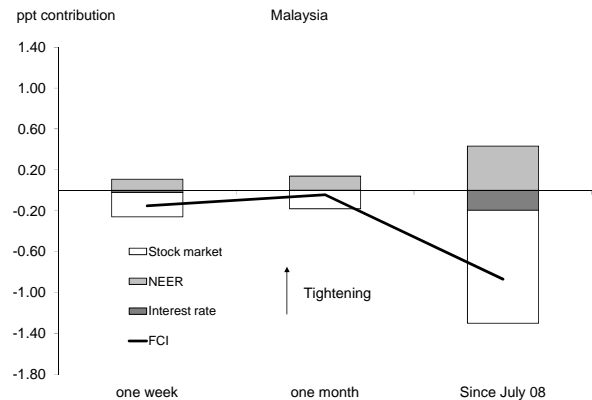 ppt contribution Malaysia
1.40
1.00
0.60
0.20
-0.20
-0.60
-1.00
-1.40
-1.80
Stock market
NEER
Interest rate
FCI
Tightening
one week one month Since July 08